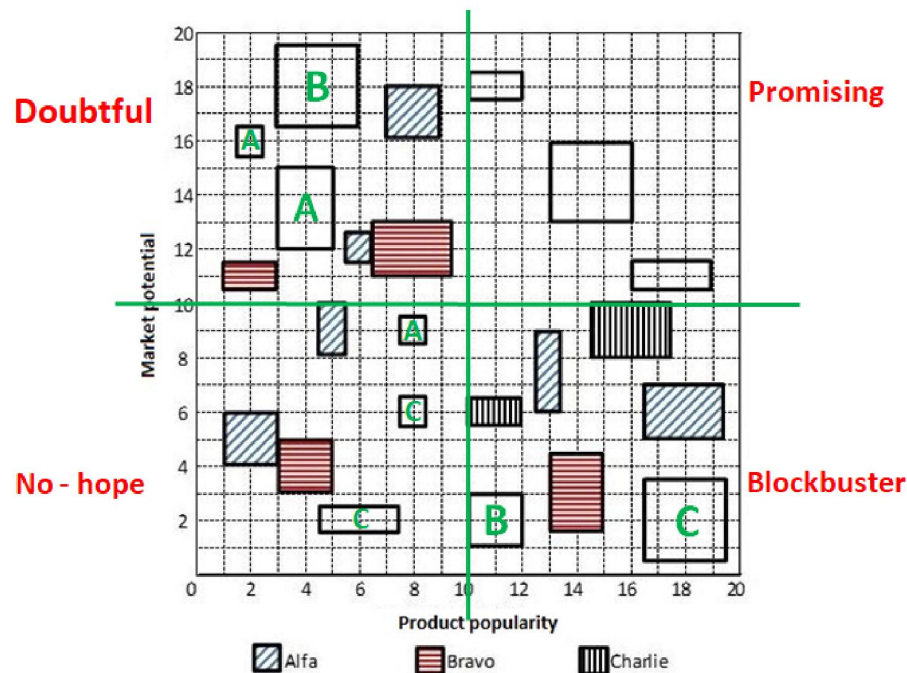 20
18
16
14
12
10
8
6
4
2
Market potential
Doubtful
Promising
B
A
A
A
C
No - hope
Blockbuster
C
B
C
0 2 4 6 8 10 12 14 16 18 20
Product popularity
Alfa Bravo Charlie